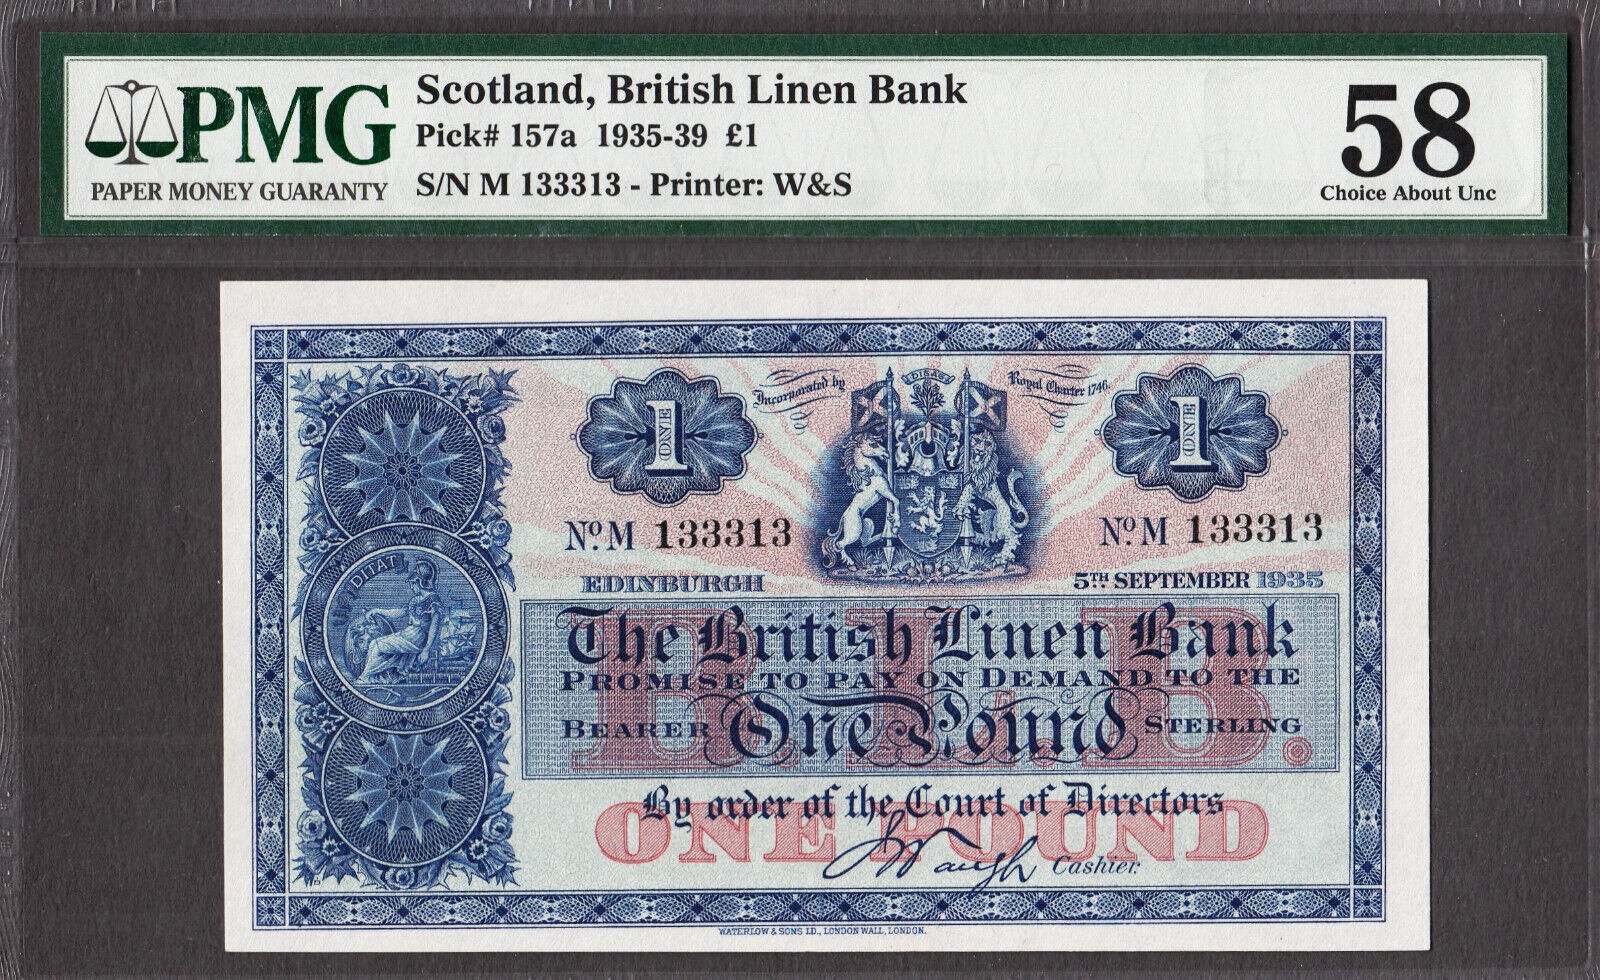 PMG
PAPER MONEY GUARANTY
Scotland, British Linen Bank
Pick# 157a 1935-39 £1
S/N M 133313 - Printer: W&S
58
Choice About Unc
1 ONE
Incorporated by
Royal Charter 1746.
1 ONE
No. M 133313
No. M 133313
EDINBURGH
5TH SEPTEMBER 1935
B.L.B.
The British Linen Bank
PROMISE TO PAY ON DEMAND TO THE
BEARER One Pound STERLING
By order of the Court of Directors
ONE POUND
Cashier.
WATERLOW & SONS LD., LONDON WALL, LONDON.